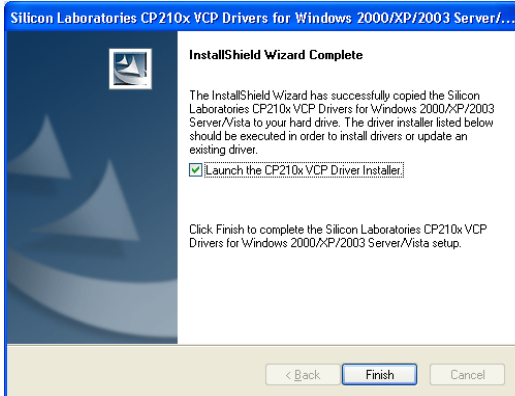 Silicon Laboratories CP210x VCP Drivers for Windows 2000/XP/2003 Server/...
InstallShield Wizard Complete
The InstallShield Wizard has successfully copied the Silicon
Laboratories CP210x VCP Drivers for Windows 2000/XP/2003
Server/Vista to your hard drive. The driver installer listed below
should be executed in order to install drivers or update an
existing driver.
Launch the CP210x VCP Driver Installer.
Click Finish to complete the Silicon Laboratories CP210x VCP
Drivers for Windows 2000/XP/2003 Server/Vista setup.
< Back Finish Cancel